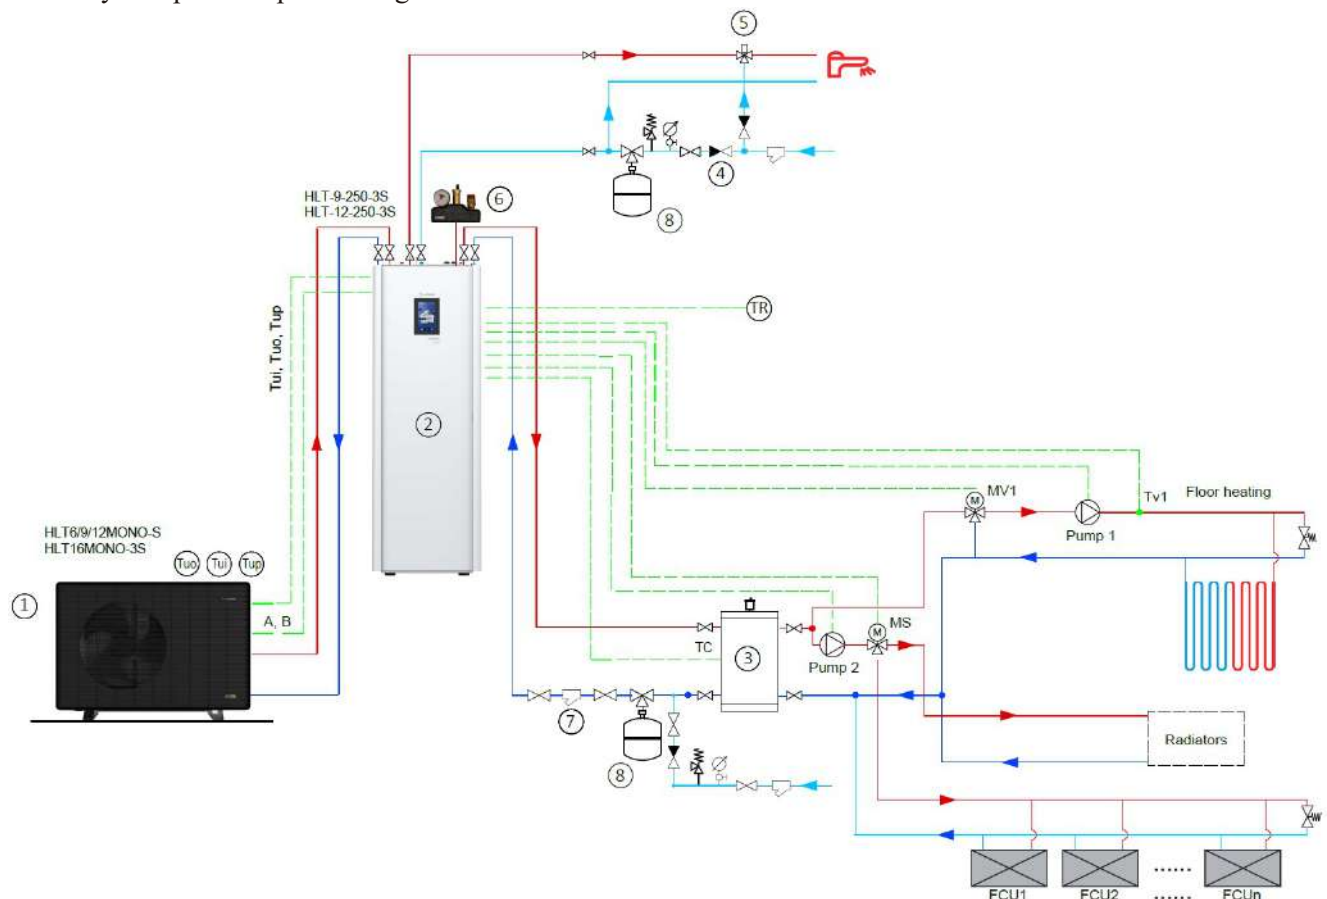 5
4
8
HLT-9-250-3S
HLT-12-250-3S
6
TR
Tui, Tuo, Tup
2
HLT6/9/12MONO-S
HLT16MONO-3S
Tuo Tui Tup
1
A, B
M MV1
Pump 1
Tv1
Floor heating
TC
3
M MS
Pump 2
7
8
Radiators
FCU1 FCU2 ...... FCUn
......